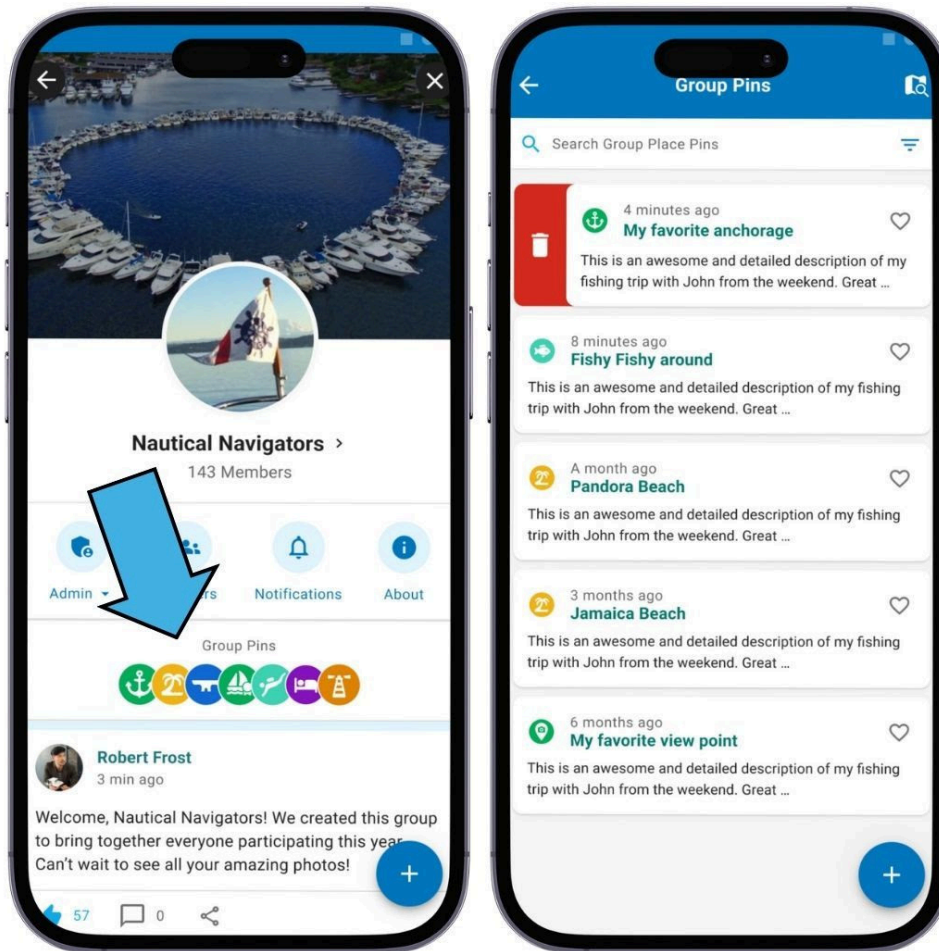 Nautical Navigators >
143 Members
Admin
rs
Notifications
About
Group Pins
Robert Frost
3 min ago
Welcome, Nautical Navigators! We created this group
to bring together everyone participating this year
Can't wait to see all your amazing photos!
57
0
Group Pins
Search Group Place Pins
4 minutes ago
My favorite anchorage
This is an awesome and detailed description of my
fishing trip with John from the weekend. Great ...
8 minutes ago
Fishy Fishy around
This is an awesome and detailed description of my fishing
trip with John from the weekend. Great ...
A month ago
Pandora Beach
This is an awesome and detailed description of my fishing
trip with John from the weekend. Great ...
3 months ago
Jamaica Beach
This is an awesome and detailed description of my fishing
trip with John from the weekend. Great ...
6 months ago
My favorite view point
This is an awesome and detailed description of my fishing
trip with John from the weekend. Great ...